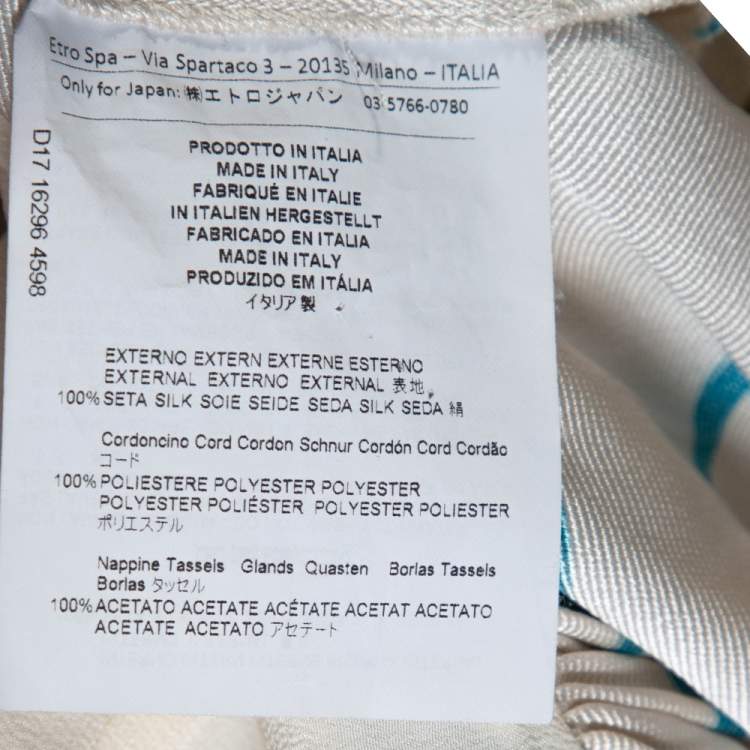 Etro Spa – Via Spartaco 3 – 20135 Milano – ITALIA
Only for Japan: ㈱エトロジャパン 03 5766-0780
D17 16296 4598
PRODOTTO IN ITALIA
MADE IN ITALY
FABRIQUÉ EN ITALIE
IN ITALIEN HERGESTELLT
FABRICADO EN ITALIA
MADE IN ITALY
PRODUZIDO EM ITÁLIA
イタリア製
EXTERNO EXTERN EXTERNE ESTERNO
EXTERNAL EXTERNO EXTERNAL 表地
100% SETA SILK SOIE SEIDE SEDA SILK SEDA 絹
Cordoncino Cord Cordon Schnur Cordón Cord Cordão
コード
100% POLIESTERE POLYESTER POLYESTER
POLYESTER POLIÉSTER POLYESTER POLIESTER
ポリエステル
Nappine Tassels Glands Quasten Borlas Tassels
Borlas タッセル
100% ACETATO ACETATE ACÉTATE ACETAT ACETATO
ACETATE ACETATO アセテート